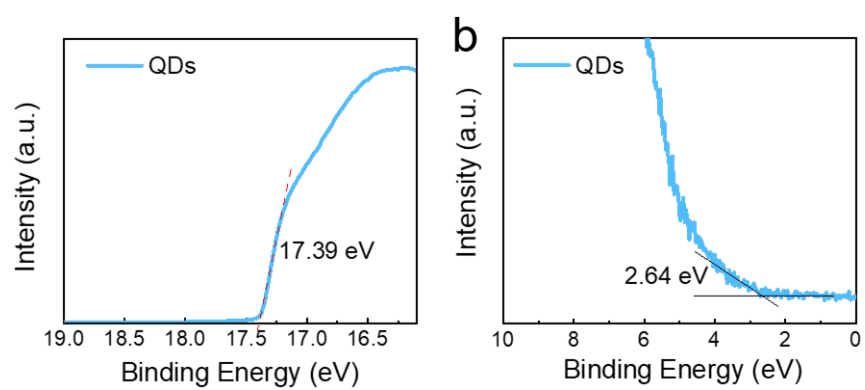 QDs
Intensity (a.u.)
17.39 eV
19.0 18.5 18.0 17.5 17.0 16.5
Binding Energy (eV)
b
QDs
Intensity (a.u.)
2.64 eV
10 8 6 4 2 0
Binding Energy (eV)